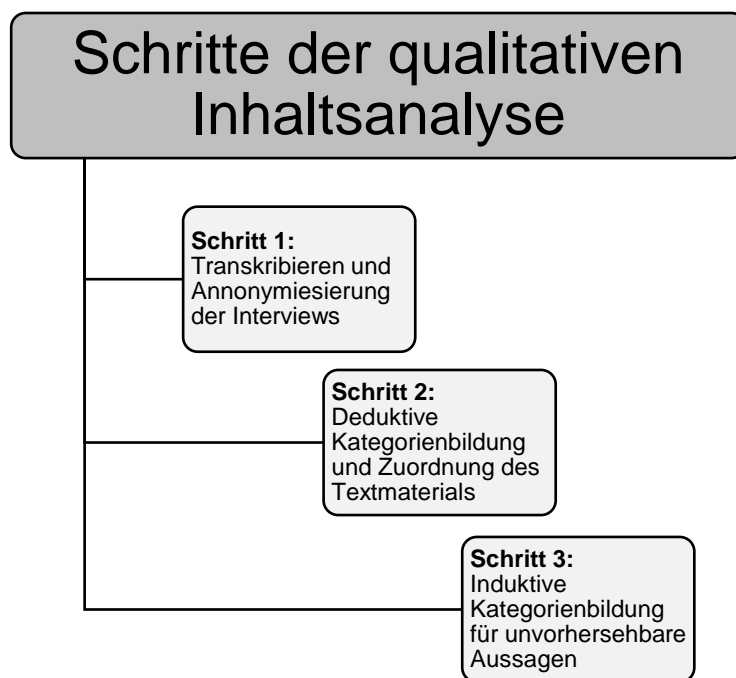 Schritte der qualitativen
Inhaltsanalyse
Schritt 1:
Transkribieren und
Annonymiesierung
der Interviews
Schritt 2:
Deduktive
Kategorienbildung
und Zuordnung des
Textmaterials
Schritt 3:
Induktive
Kategorienbildung
für unvorhersehbare
Aussagen